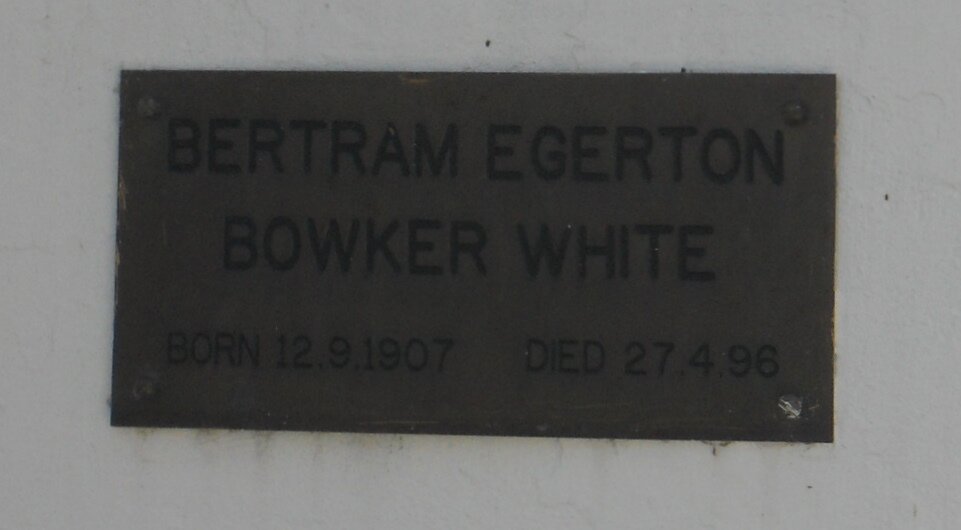 BERTRAM EGERTON
BOWKER WHITE
BORN 12.9.1907 DIED 27.4.96